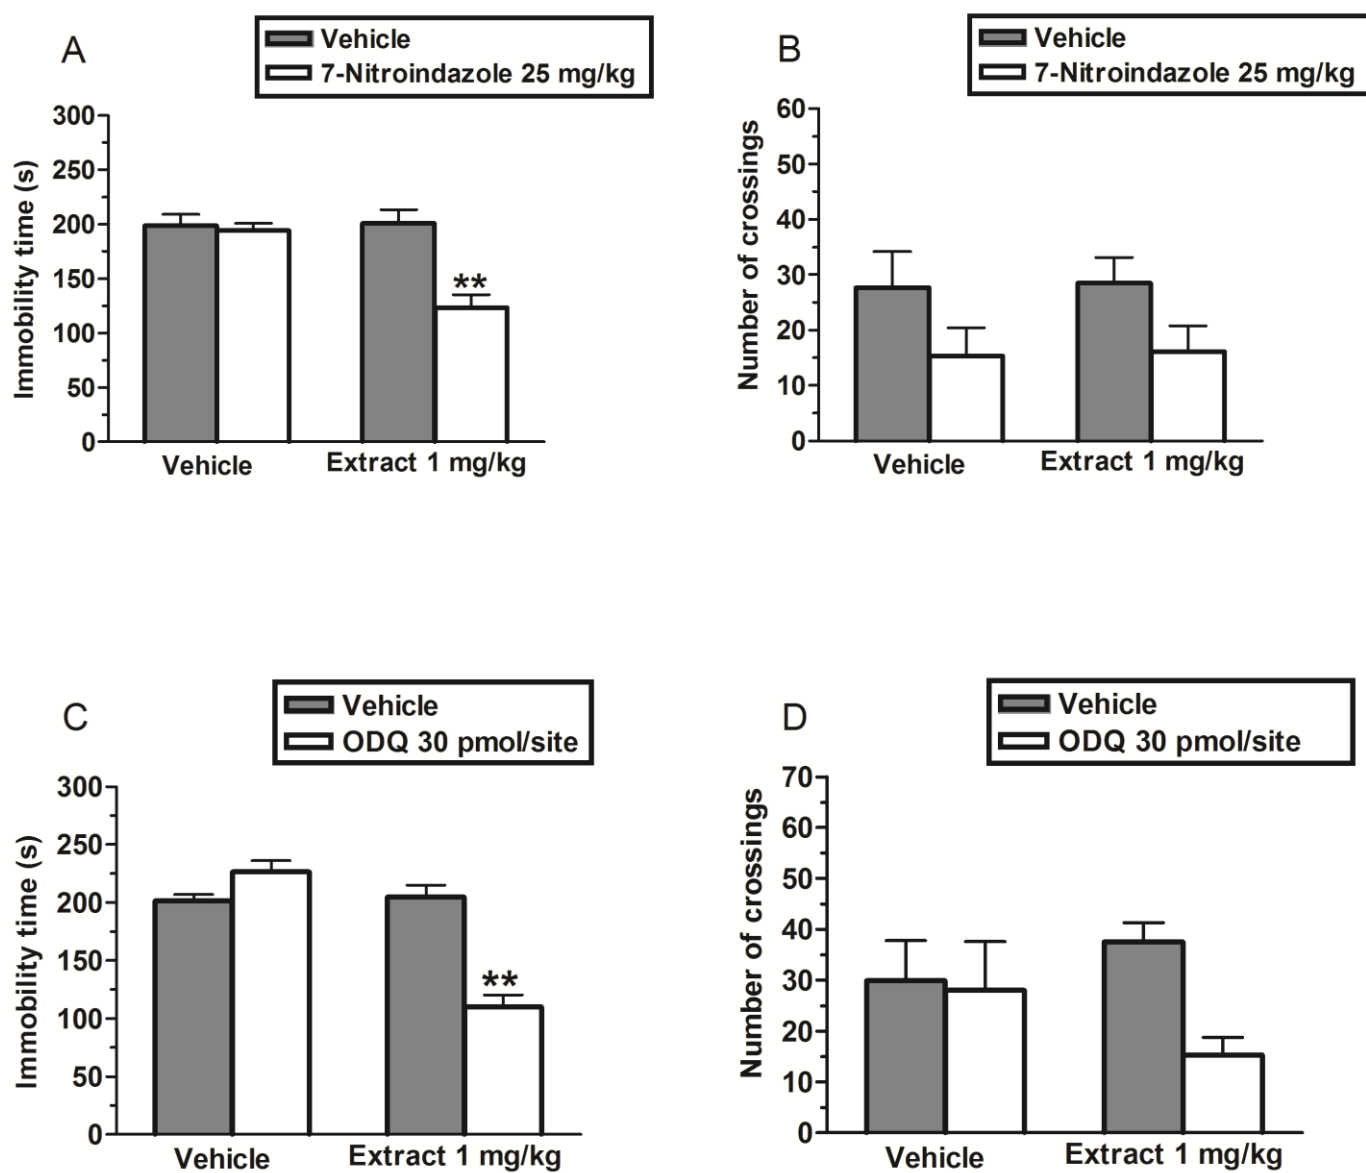 A
Vehicle
7-Nitroindazole 25 mg/kg
Immobility time (s)
300
250
200
150
100
50
0
**
Vehicle
Extract 1 mg/kg
B
Vehicle
7-Nitroindazole 25 mg/kg
Number of crossings
60
50
40
30
20
10
0
Vehicle
Extract 1 mg/kg
C
Vehicle
ODQ 30 pmol/site
Immobility time (s)
300
250
200
150
100
50
0
**
Vehicle
Extract 1 mg/kg
D
Vehicle
ODQ 30 pmol/site
Number of crossings
70
60
50
40
30
20
10
0
Vehicle
Extract 1 mg/kg